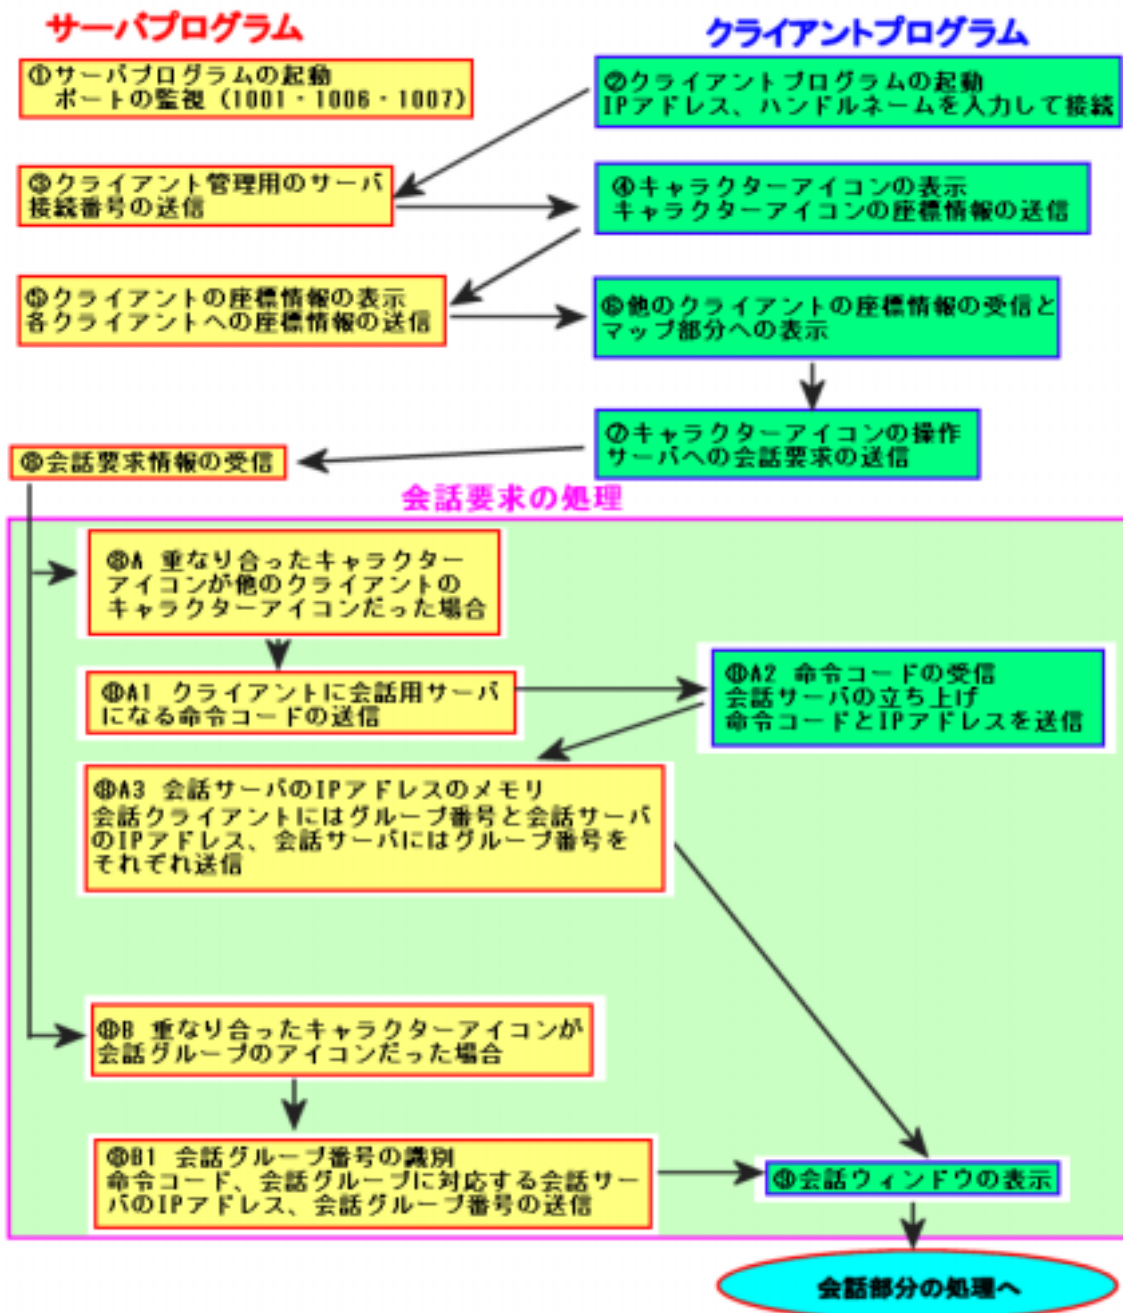 サーバプログラム
クライアントプログラム
①サーバプログラムの起動
ポートの監視（1001・1006・1007）
②クライアントプログラムの起動
IPアドレス、ハンドルネームを入力して接続
③クライアント管理用のサーバ
接続番号の送信
④キャラクターアイコンの表示
キャラクターアイコンの座標情報の送信
⑤クライアントの座標情報の表示
各クライアントへの座標情報の送信
⑥他のクライアントの座標情報の受信と
マップ部分への表示
⑦キャラクターアイコンの操作
サーバへの会話要求の送信
⑧会話要求情報の受信
会話要求の処理
⑧A 重なり合ったキャラクター
アイコンが他のクライアントの
キャラクターアイコンだった場合
⑧A1 クライアントに会話用サーバ
になる命令コードの送信
⑧A2 命令コードの受信
会話サーバの立ち上げ
命令コードとIPアドレスを送信
⑧A3 会話サーバのIPアドレスのメモリ
会話クライアントにはグループ番号と会話サーバ
のIPアドレス、会話サーバにはグループ番号を
それぞれ送信
⑧B 重なり合ったキャラクターアイコンが
会話グループのアイコンだった場合
⑧B1 会話グループ番号の識別
命令コード、会話グループに対応する会話サー
バのIPアドレス、会話グループ番号の送信
⑨会話ウィンドウの表示
会話部分の処理へ